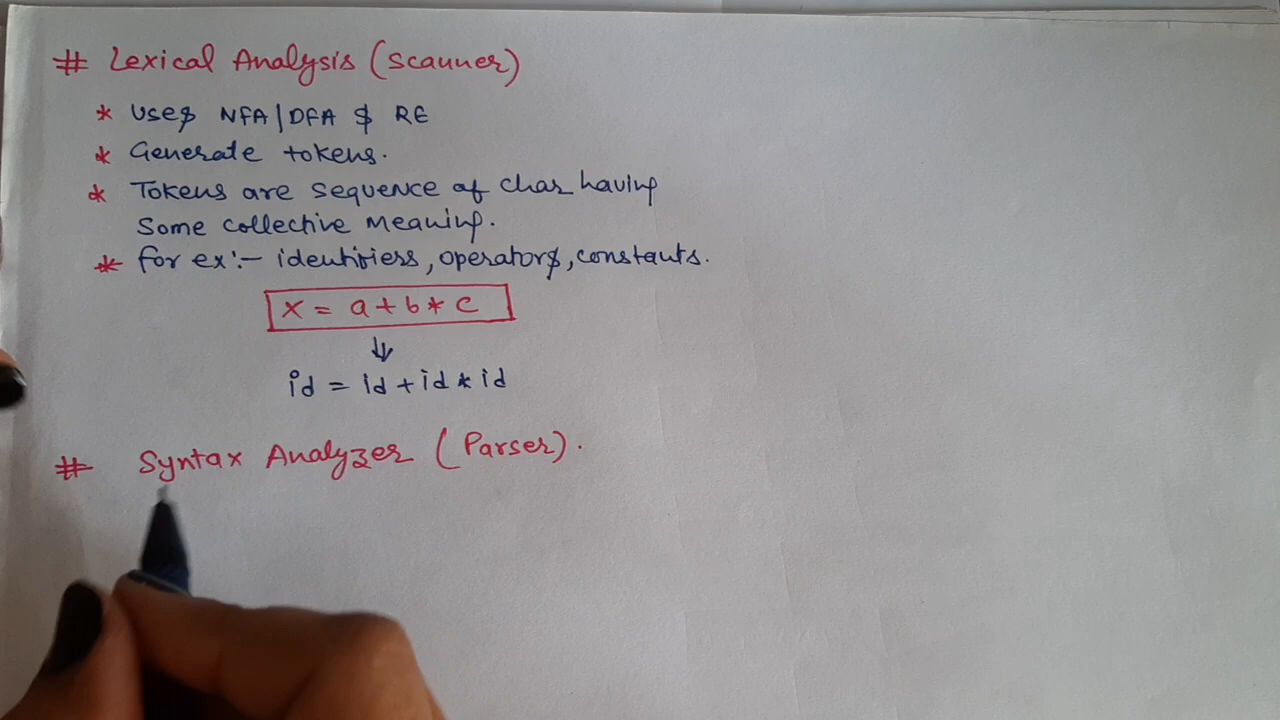 # Lexical Analysis (Scanner)
* Uses NFA/DFA & RE
* Generate tokens.
* Tokens are sequence of char having
Some collective meaning.
* for ex:- identifiers, operators, constants.
x = a + b * c
↓
id = id + id * id
# Syntax Analyzer (Parser).